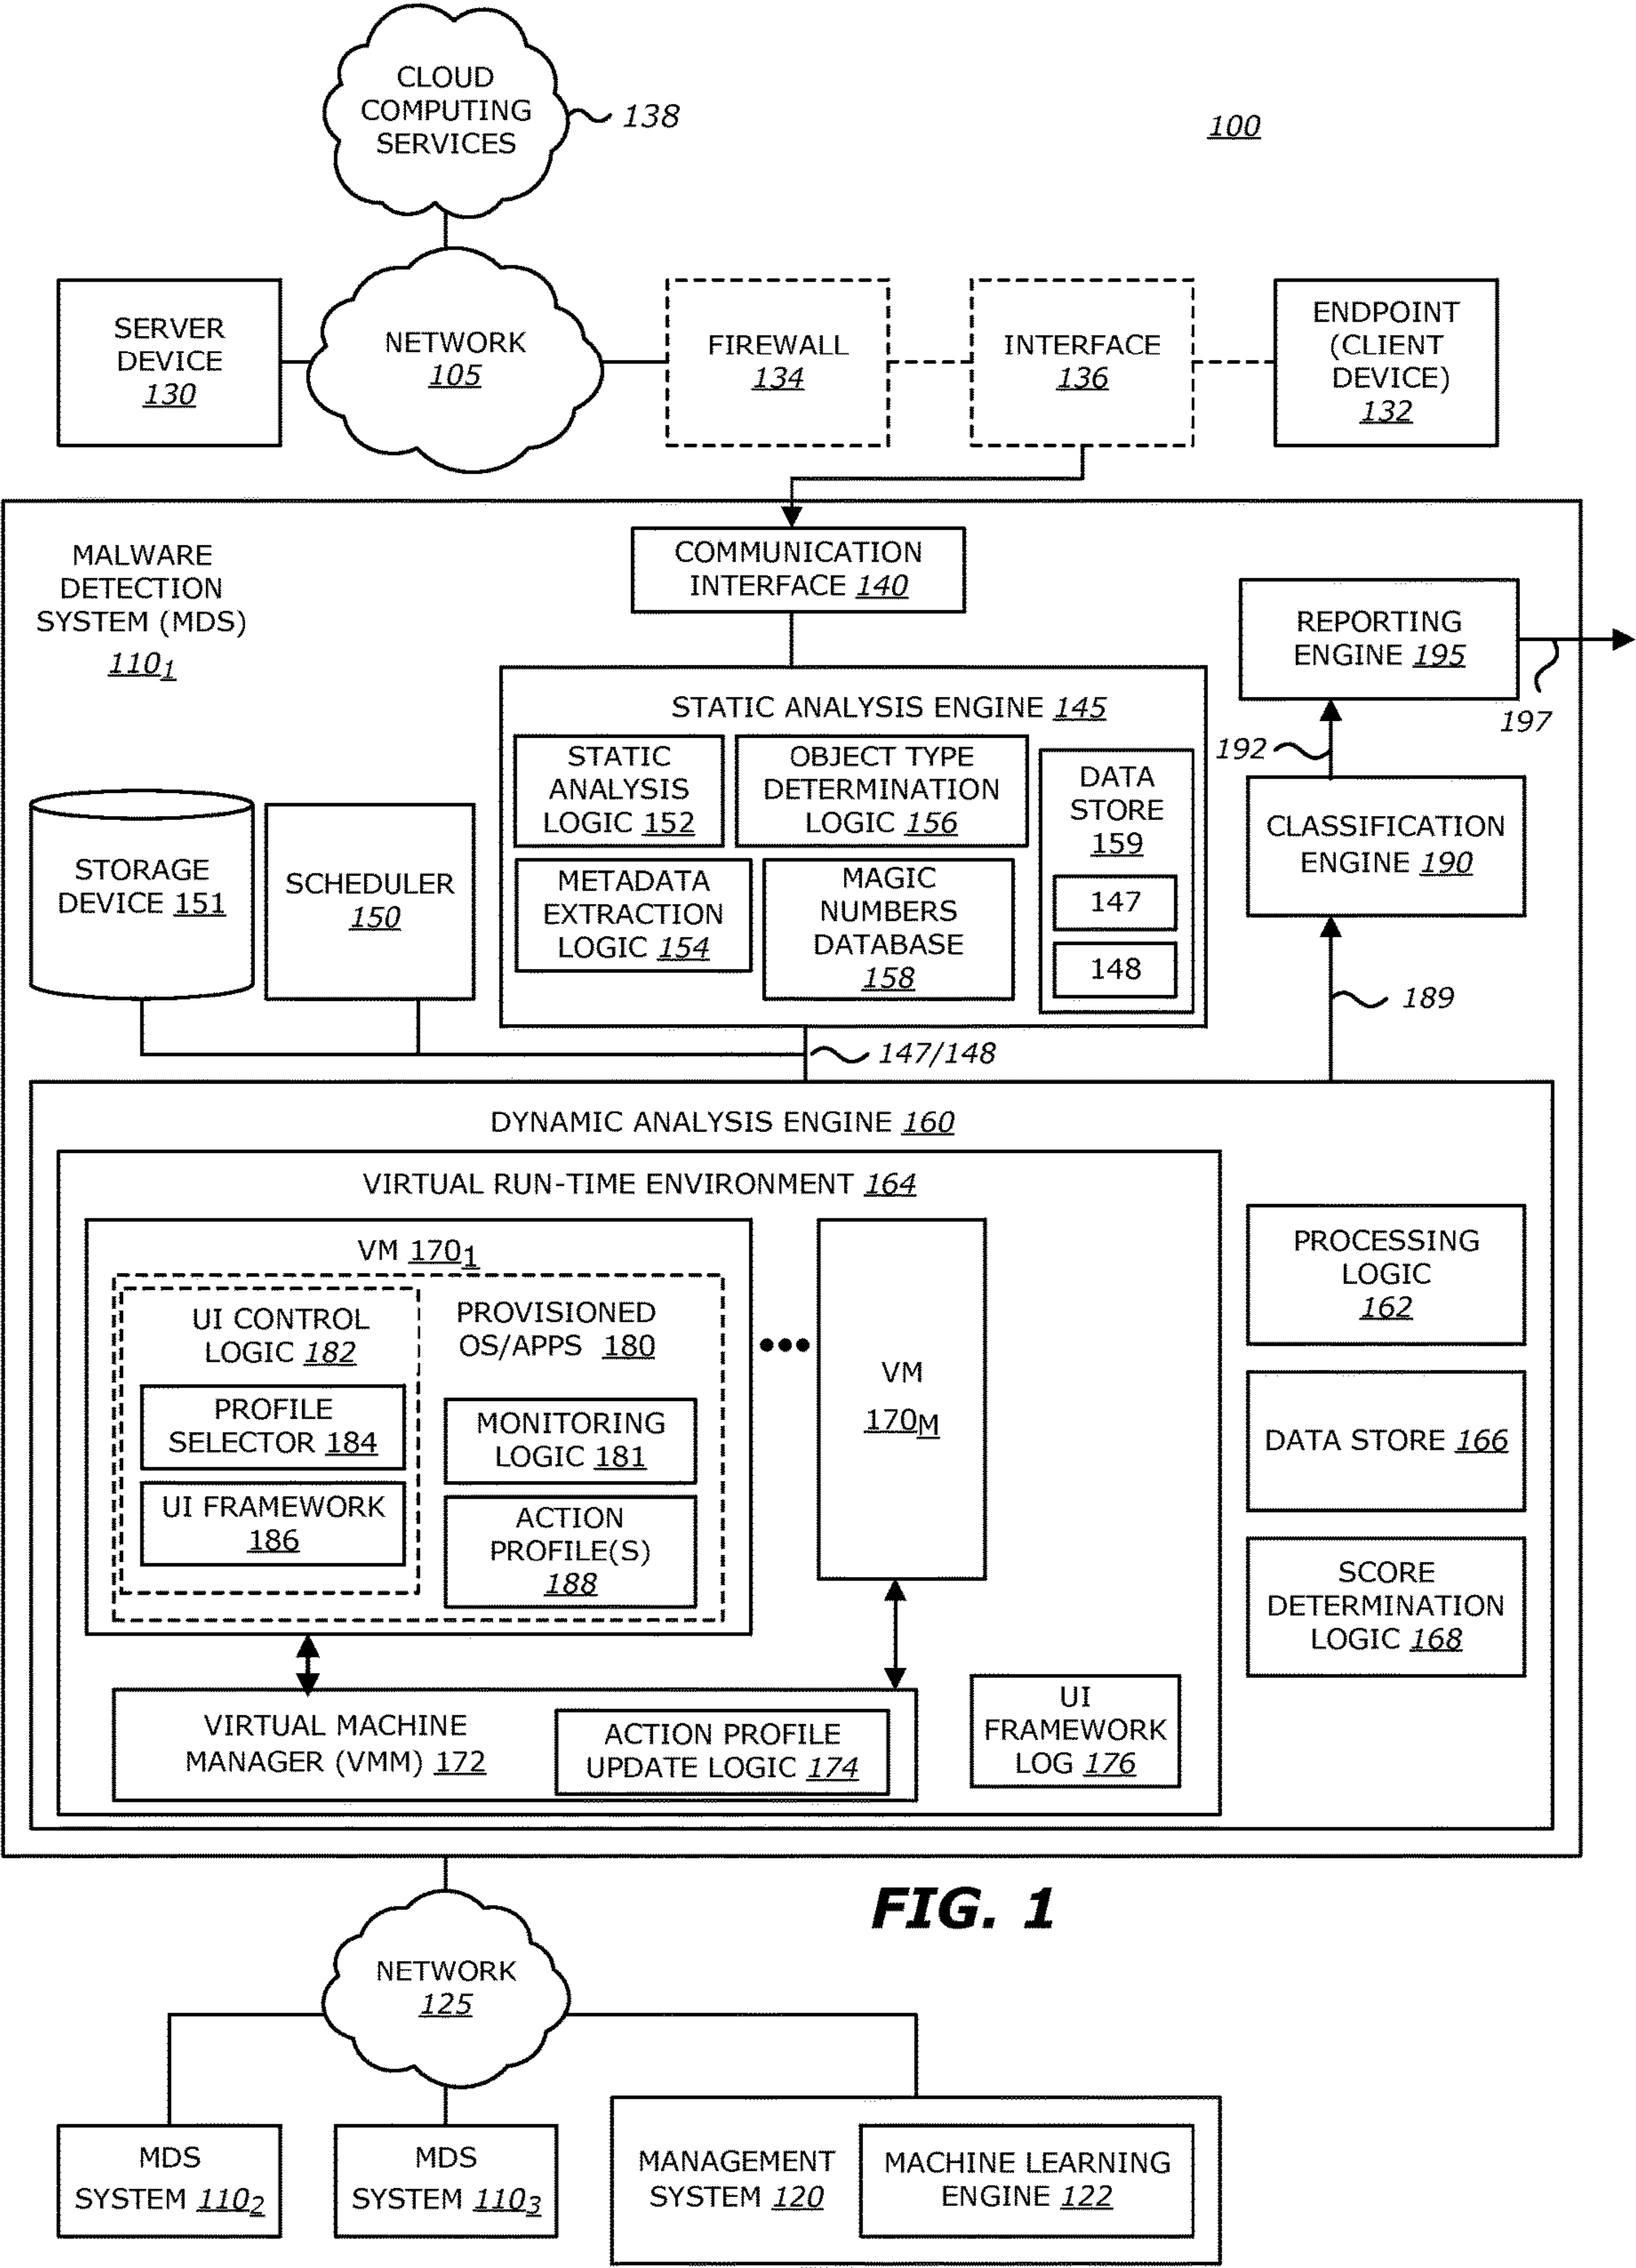 CLOUD
COMPUTING
SERVICES
138
100
SERVER
DEVICE
130
NETWORK
105
FIREWALL
134
INTERFACE
136
ENDPOINT
(CLIENT
DEVICE)
132
MALWARE
DETECTION
SYSTEM (MDS)
110₁
COMMUNICATION
INTERFACE 140
REPORTING
ENGINE 195
197
192
STATIC ANALYSIS ENGINE 145
STATIC
ANALYSIS
LOGIC 152
OBJECT TYPE
DETERMINATION
LOGIC 156
DATA
STORE
159
147
148
METADATA
EXTRACTION
LOGIC 154
MAGIC
NUMBERS
DATABASE
158
CLASSIFICATION
ENGINE 190
STORAGE
DEVICE 151
SCHEDULER
150
189
147/148
DYNAMIC ANALYSIS ENGINE 160
VIRTUAL RUN-TIME ENVIRONMENT 164
VM 170₁
UI CONTROL
LOGIC 182
PROFILE
SELECTOR 184
UI FRAMEWORK
186
PROVISIONED
OS/APPS 180
MONITORING
LOGIC 181
ACTION
PROFILE(S)
188
VM
170M
PROCESSING
LOGIC
162
DATA STORE 166
SCORE
DETERMINATION
LOGIC 168
VIRTUAL MACHINE
MANAGER (VMM) 172
ACTION PROFILE
UPDATE LOGIC 174
UI
FRAMEWORK
LOG 176
FIG. 1
NETWORK
125
MDS
SYSTEM 110₂
MDS
SYSTEM 110₃
MANAGEMENT
SYSTEM 120
MACHINE LEARNING
ENGINE 122